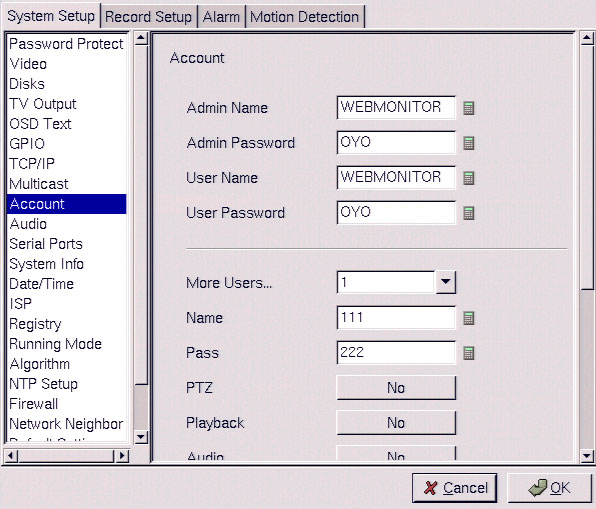 System Setup Record Setup Alarm Motion Detection
Password Protect
Video
Disks
TV Output
OSD Text
GPIO
TCP/IP
Multicast
Account
Audio
Serial Ports
System Info
Date/Time
ISP
Registry
Running Mode
Algorithm
NTP Setup
Firewall
Network Neighbor
Account
Admin Name WEBMONITOR
Admin Password OYO
User Name WEBMONITOR
User Password OYO
More Users... 1
Name 111
Pass 222
PTZ No
Playback No
Audio No
Cancel OK